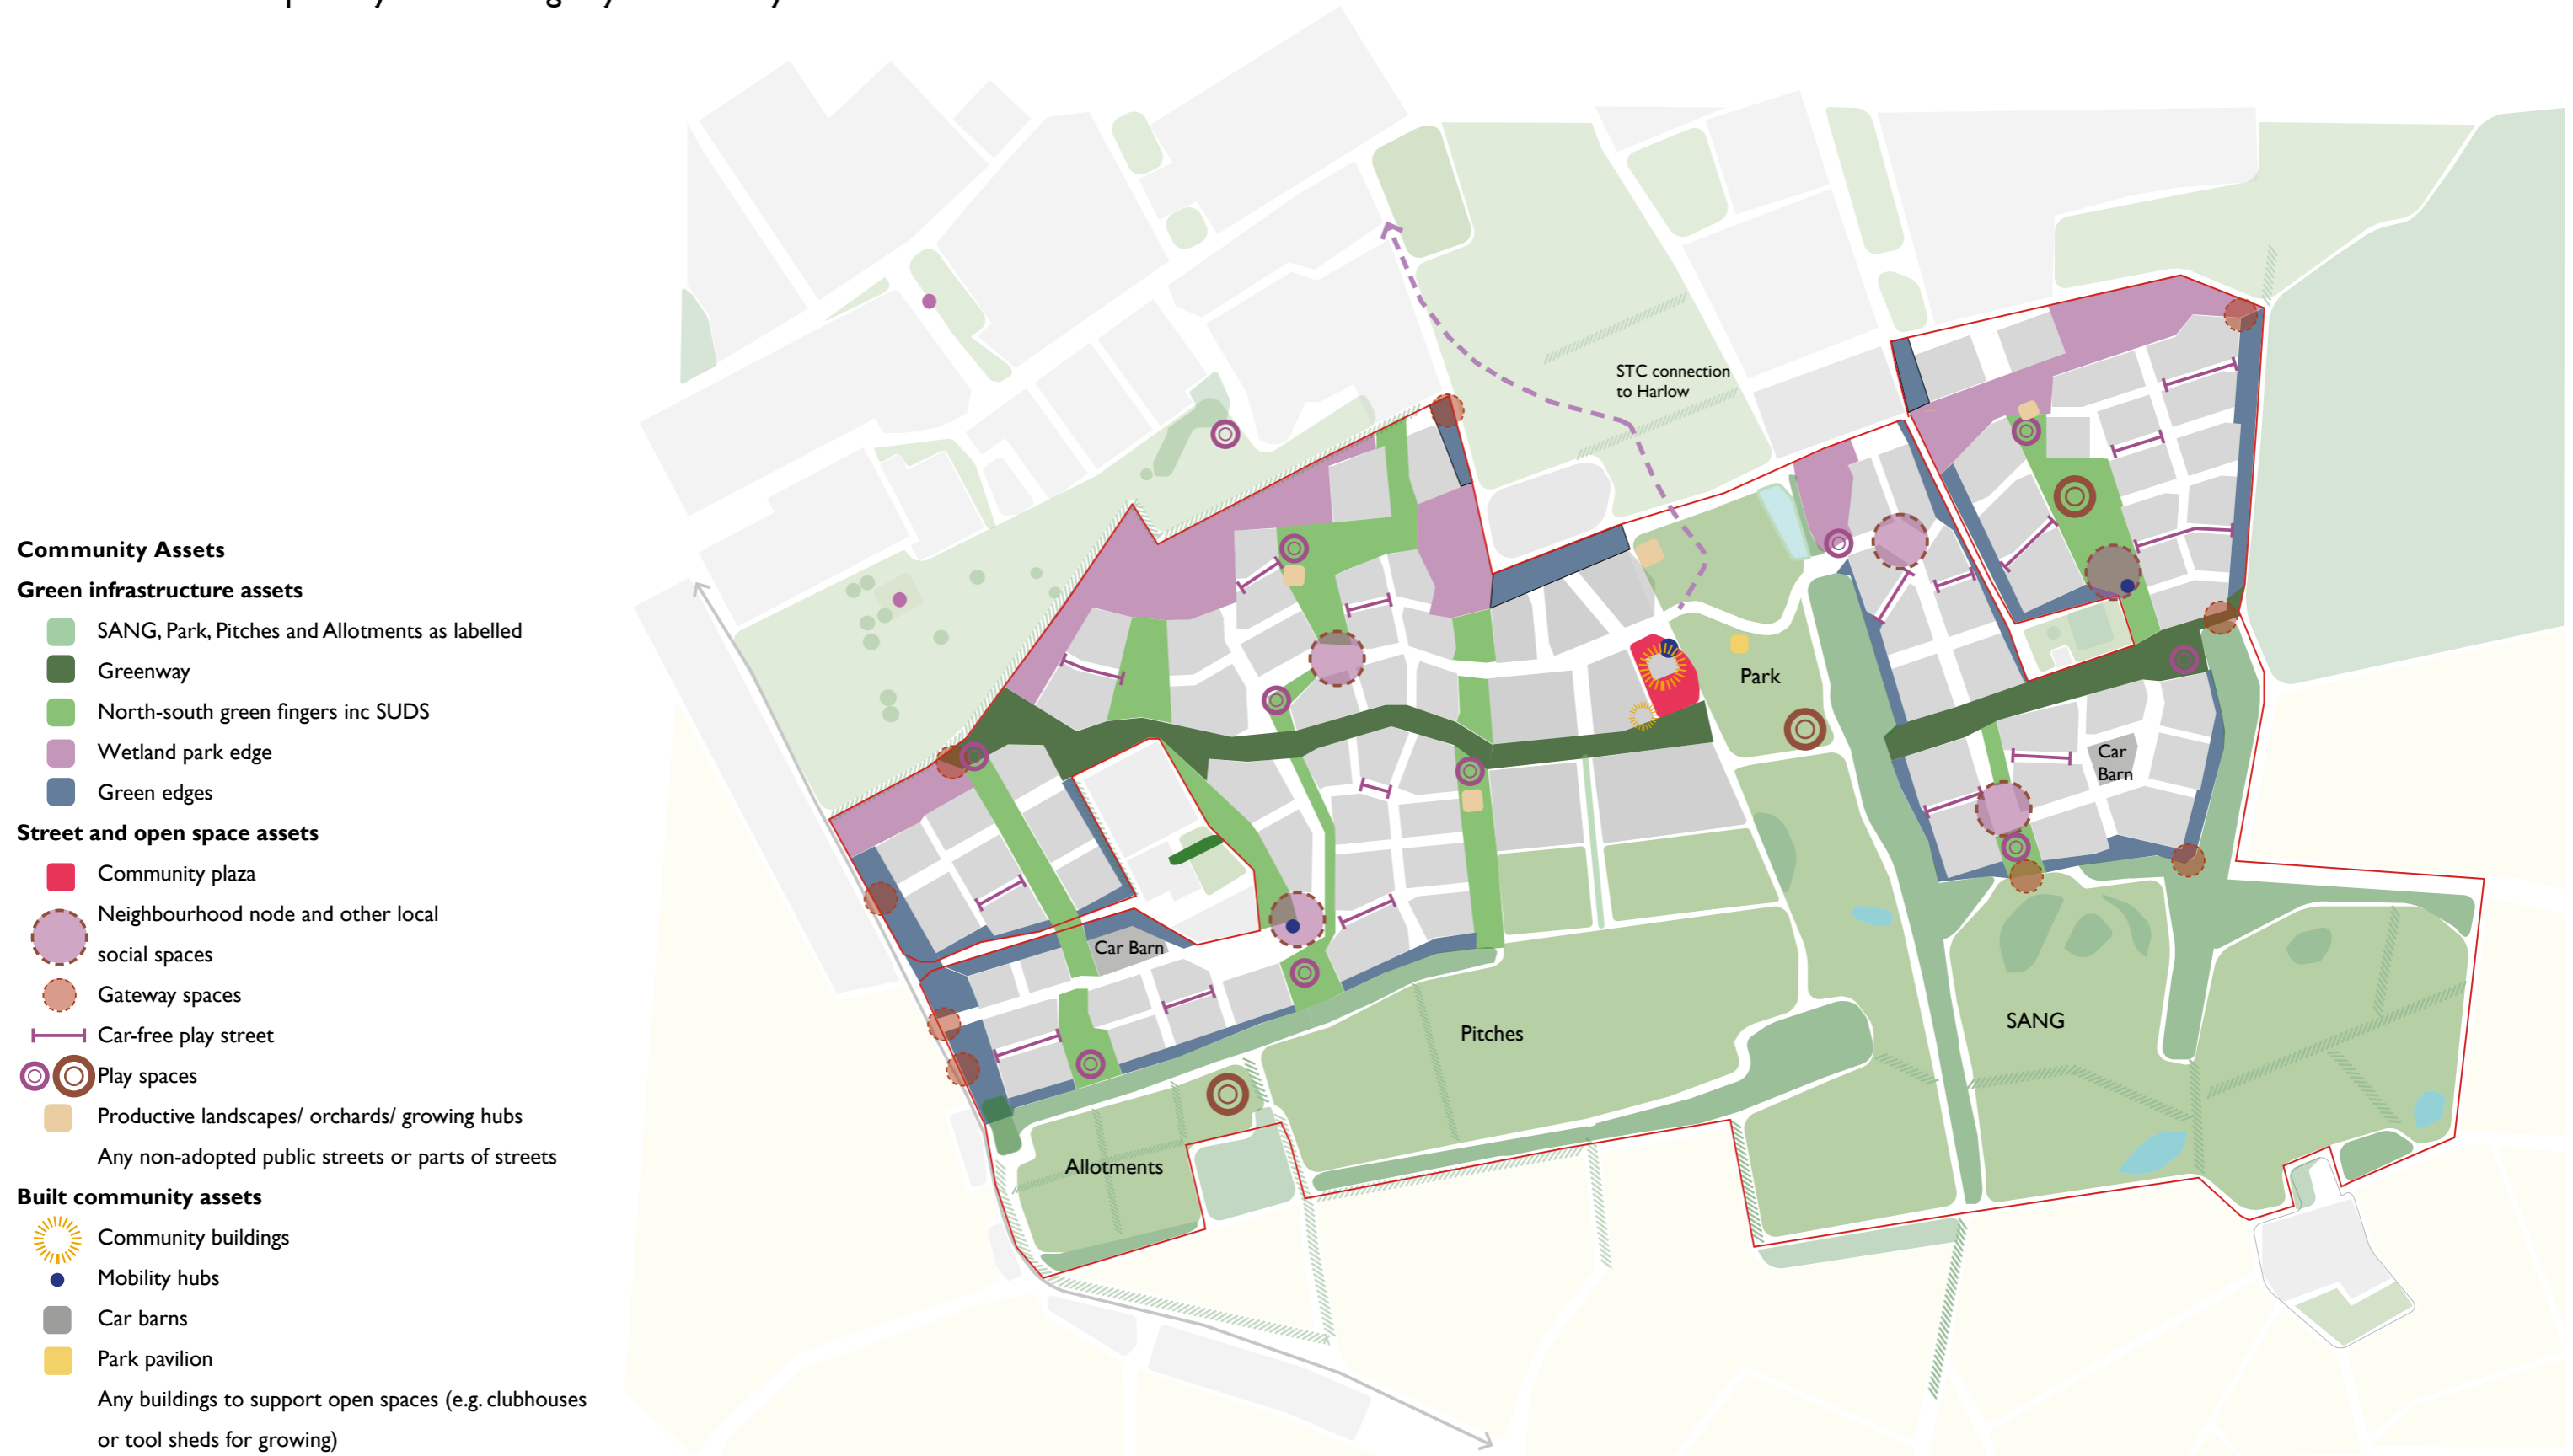 Community Assets
Green infrastructure assets
SANG, Park, Pitches and Allotments as labelled
Greenway
North-south green fingers inc SUDS
Wetland park edge
Green edges
Street and open space assets
Community plaza
Neighbourhood node and other local
social spaces
Gateway spaces
Car-free play street
Play spaces
Productive landscapes/ orchards/ growing hubs
Any non-adopted public streets or parts of streets
Built community assets
Community buildings
Mobility hubs
Car barns
Park pavilion
Any buildings to support open spaces (e.g. clubhouses
or tool sheds for growing)
STC connection
to Harlow
Park
Car
Barn
Car Barn
Pitches
SANG
Allotments